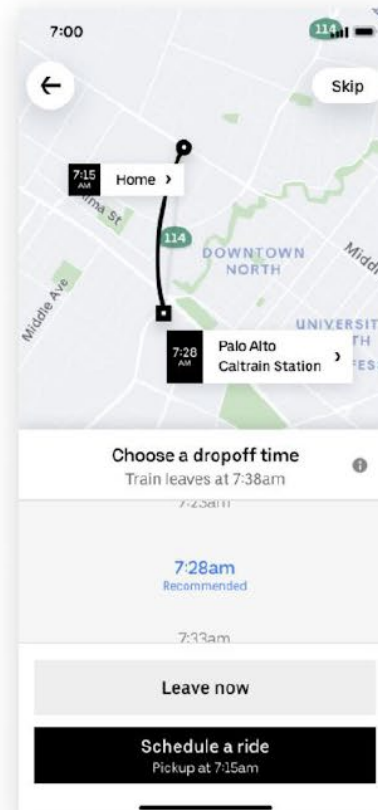 7:00
114
Skip
7:15
AM
Home
114
DOWNTOWN
NORTH
Middle Ave
7:28
AM
Palo Alto
Caltrain Station
Choose a dropoff time
Train leaves at 7:38am
7:23am
7:28am
Recommended
7:33am
Leave now
Schedule a ride
Pickup at 7:15am